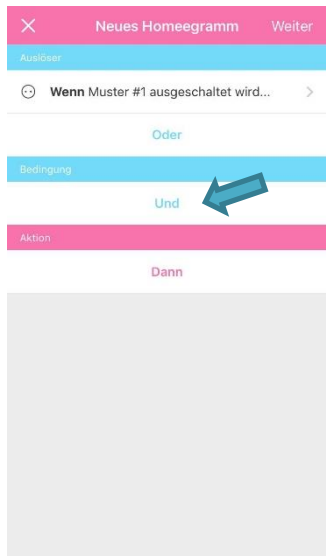 Neues Homeegramm Weiter
Auslöser
Wenn Muster #1 ausgeschaltet wird...
Oder
Bedingung
Und
Aktion
Dann